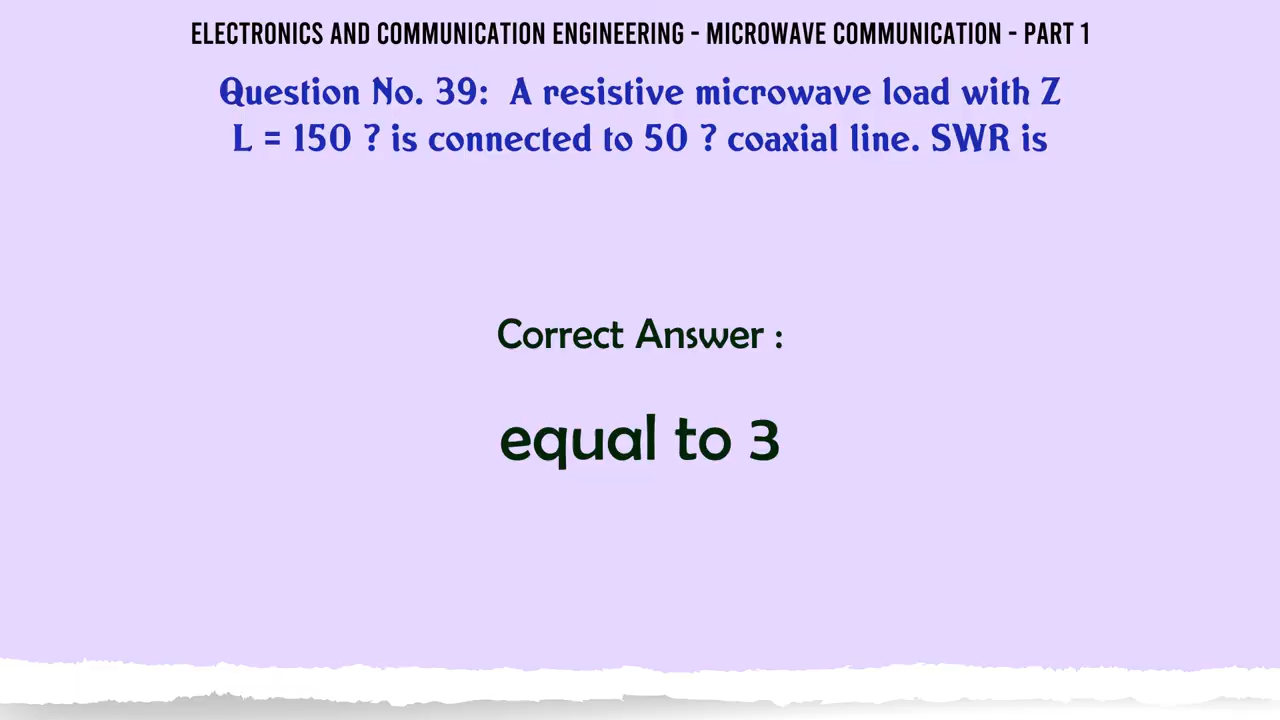 ELECTRONICS AND COMMUNICATION ENGINEERING - MICROWAVE COMMUNICATION - PART 1
Question No. 39: A resistive microwave load with Z
L = 150 ? is connected to 50 ? coaxial line. SWR is
Correct Answer :
equal to 3